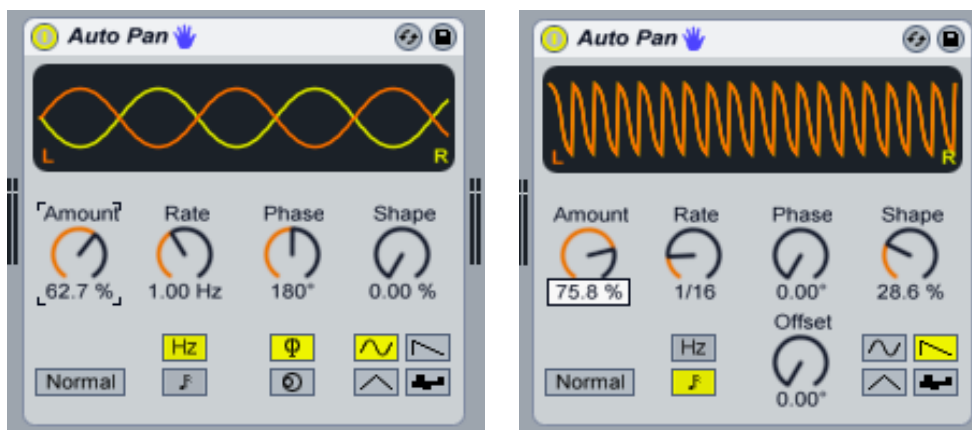 Auto Pan
L
R
Amount Rate Phase Shape
62.7 % 1.00 Hz 180° 0.00 %
Hz Φ
Normal
Auto Pan
L
R
Amount Rate Phase Shape
75.8 % 1/16 0.00° 28.6 %
Offset
Hz
Normal
0.00°